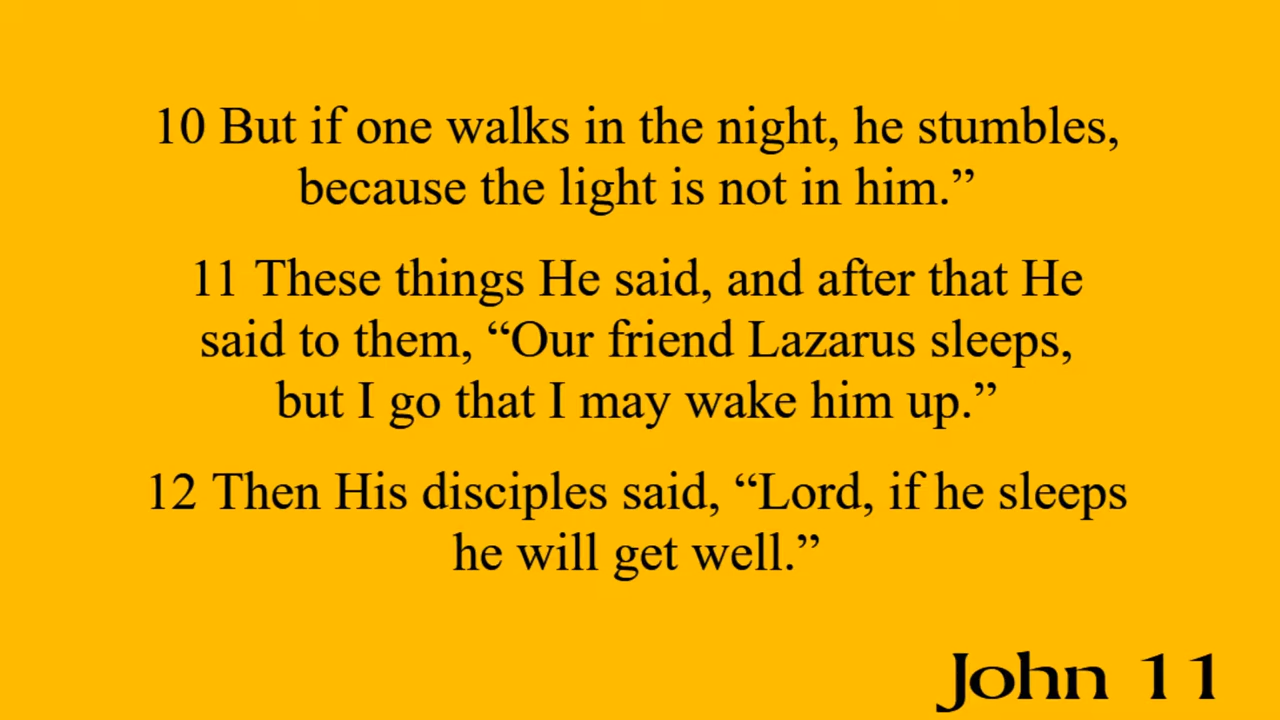 10 But if one walks in the night, he stumbles,
because the light is not in him.”
11 These things He said, and after that He
said to them, “Our friend Lazarus sleeps,
but I go that I may wake him up.”
12 Then His disciples said, “Lord, if he sleeps
he will get well.”
John 11